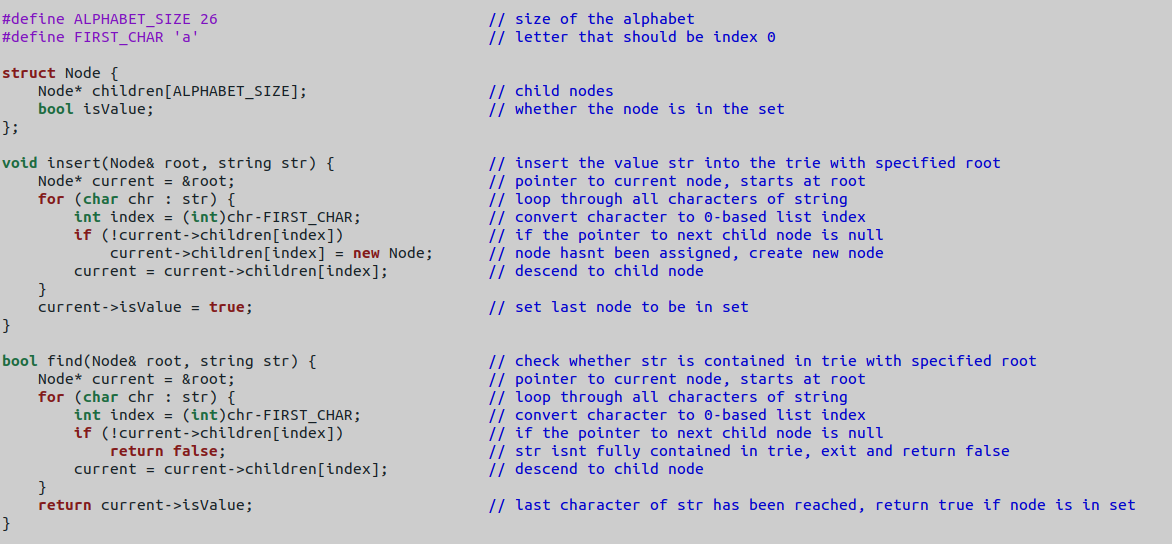 #define ALPHABET_SIZE 26                              // size of the alphabet
#define FIRST_CHAR 'a'                                // letter that should be index 0

struct Node {
    Node* children[ALPHABET_SIZE];                    // child nodes
    bool isValue;                                     // whether the node is in the set
};

void insert(Node& root, string str) {                 // insert the value str into the trie with specified root
    Node* current = &root;                            // pointer to current node, starts at root
    for (char chr : str) {                            // loop through all characters of string
        int index = (int)chr-FIRST_CHAR;              // convert character to 0-based list index
        if (!current->children[index])                // if the pointer to next child node is null
            current->children[index] = new Node;      // node hasnt been assigned, create new node
        current = current->children[index];           // descend to child node
    }
    current->isValue = true;                          // set last node to be in set
}

bool find(Node& root, string str) {                   // check whether str is contained in trie with specified root
    Node* current = &root;                            // pointer to current node, starts at root
    for (char chr : str) {                            // loop through all characters of string
        int index = (int)chr-FIRST_CHAR;              // convert character to 0-based list index
        if (!current->children[index])                // if the pointer to next child node is null
            return false;                             // str isnt fully contained in trie, exit and return false
        current = current->children[index];           // descend to child node
    }
    return current->isValue;                          // last character of str has been reached, return true if node is in set
}